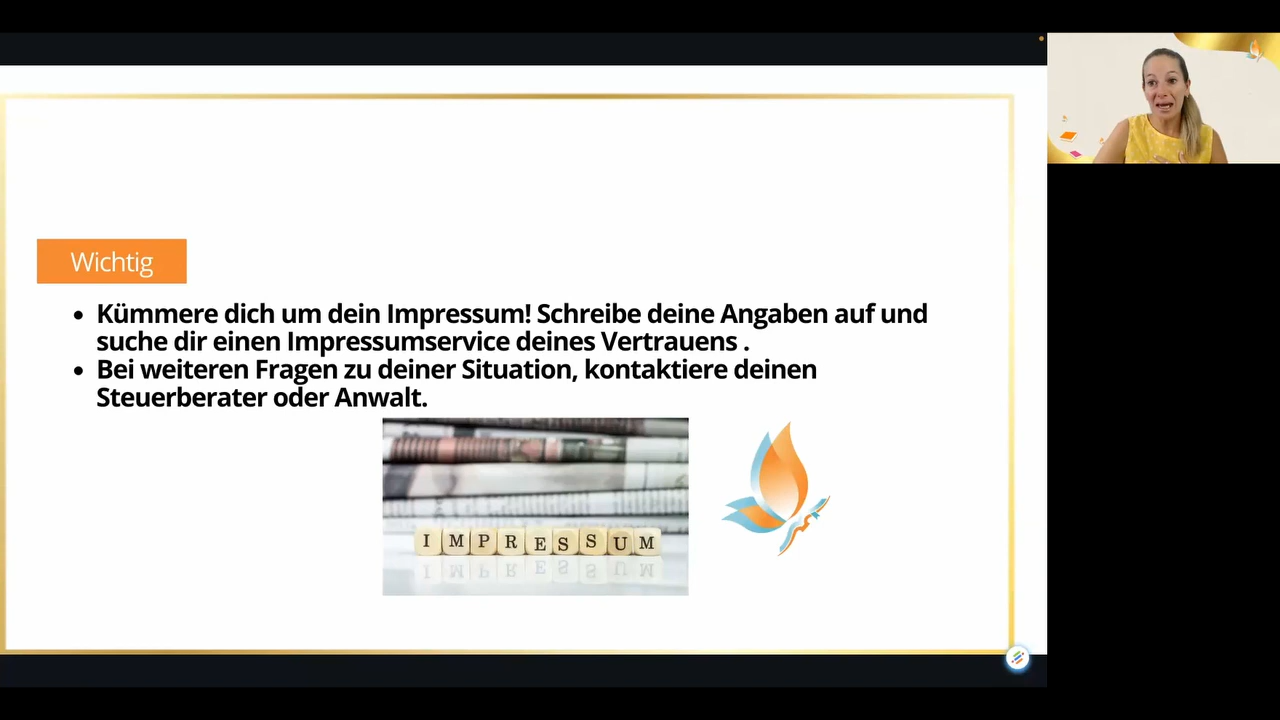 Wichtig
Kümmere dich um dein Impressum! Schreibe deine Angaben auf und
suche dir einen Impressumservice deines Vertrauens .
Bei weiteren Fragen zu deiner Situation, kontaktiere deinen
Steuerberater oder Anwalt.
IMPRESSUM